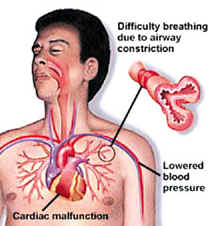 Difficulty breathing
due to airway
constriction
Lowered
blood
pressure
Cardiac malfunction